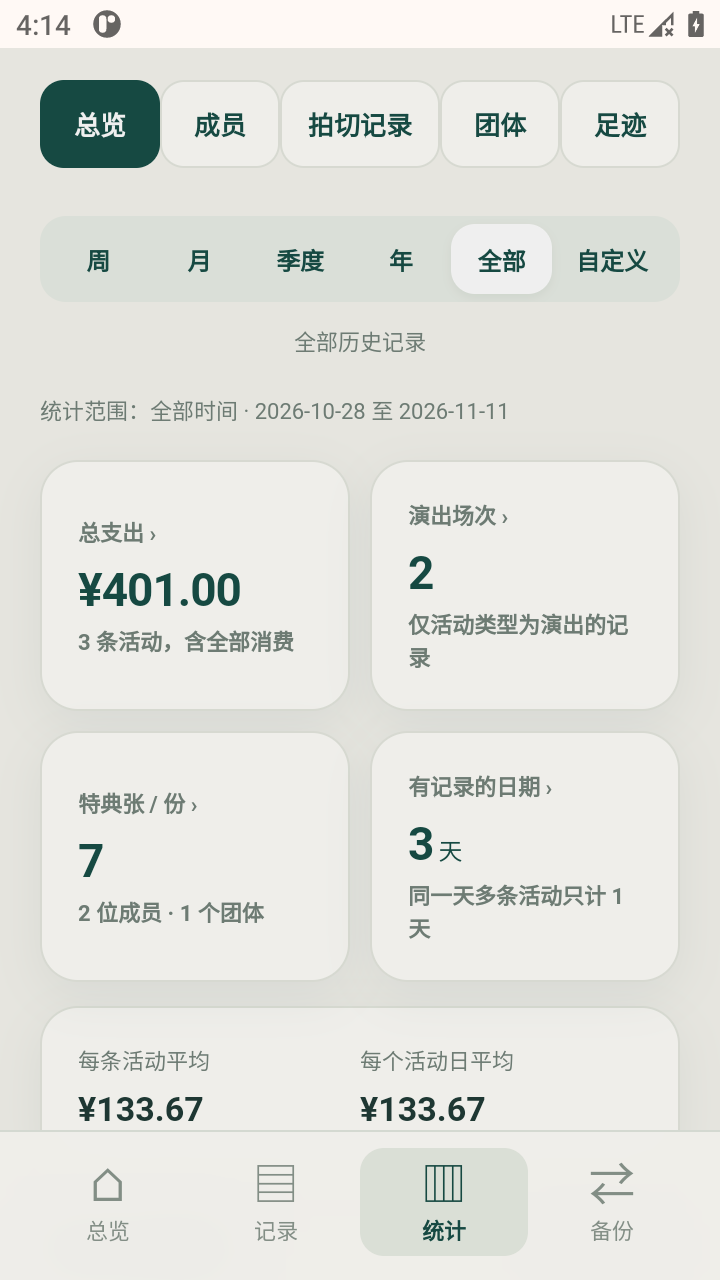 4:14
LTE
总览 成员 拍切记录 团体 足迹
周 月 季度 年 全部 自定义
全部历史记录
统计范围：全部时间 · 2026-10-28 至 2026-11-11
总支出 ›
¥401.00
3 条活动，含全部消费
演出场次 ›
2
仅活动类型为演出的记
录
特典张 / 份 ›
7
2 位成员 · 1 个团体
有记录的日期 ›
3 天
同一天多条活动只计 1
天
每条活动平均
¥133.67
每个活动日平均
¥133.67
总览 记录 统计 备份